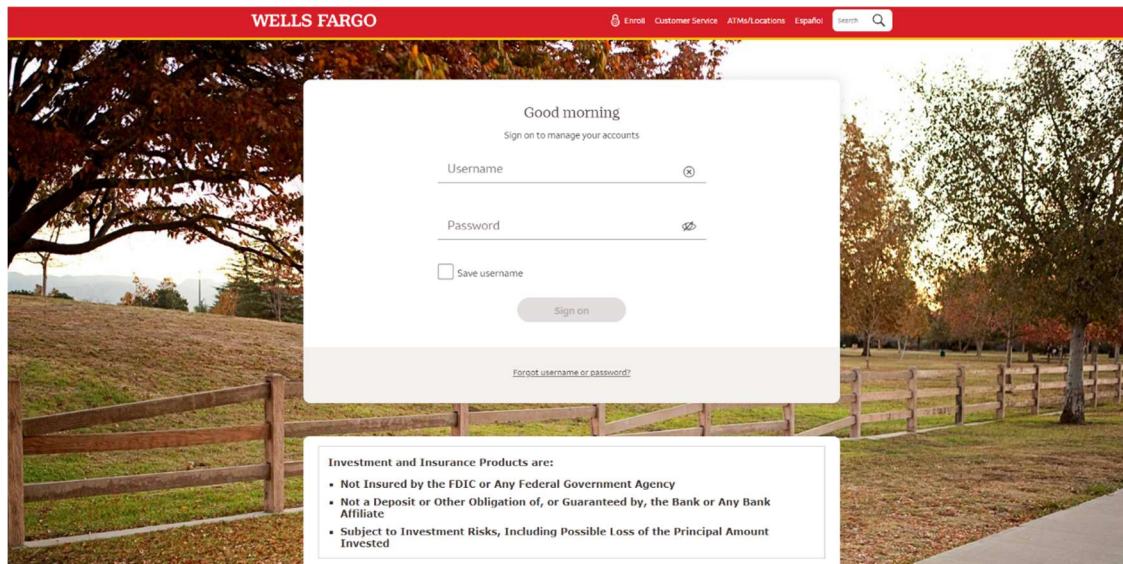 WELLS FARGO
Enroll Customer Service ATMs/Locations Español Search
Good morning
Sign on to manage your accounts
Username
Password
Save username
Sign on
Forgot username or password?
Investment and Insurance Products are:
▪ Not Insured by the FDIC or Any Federal Government Agency
▪ Not a Deposit or Other Obligation of, or Guaranteed by, the Bank or Any Bank
Affiliate
▪ Subject to Investment Risks, Including Possible Loss of the Principal Amount
Invested